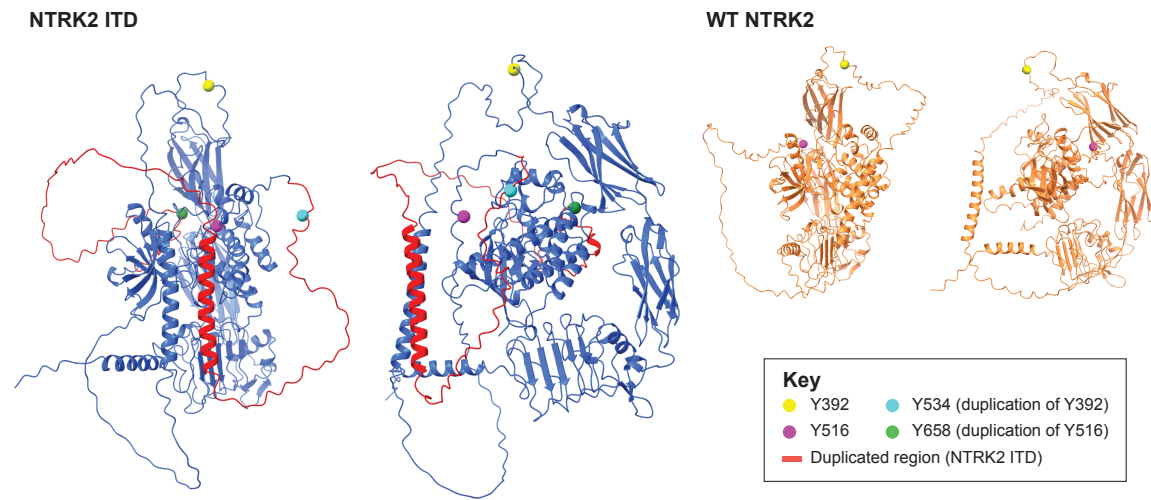 NTRK2 ITD
WT NTRK2
Key
Y392
Y534 (duplication of Y392)
Y516
Y658 (duplication of Y516)
Duplicated region (NTRK2 ITD)